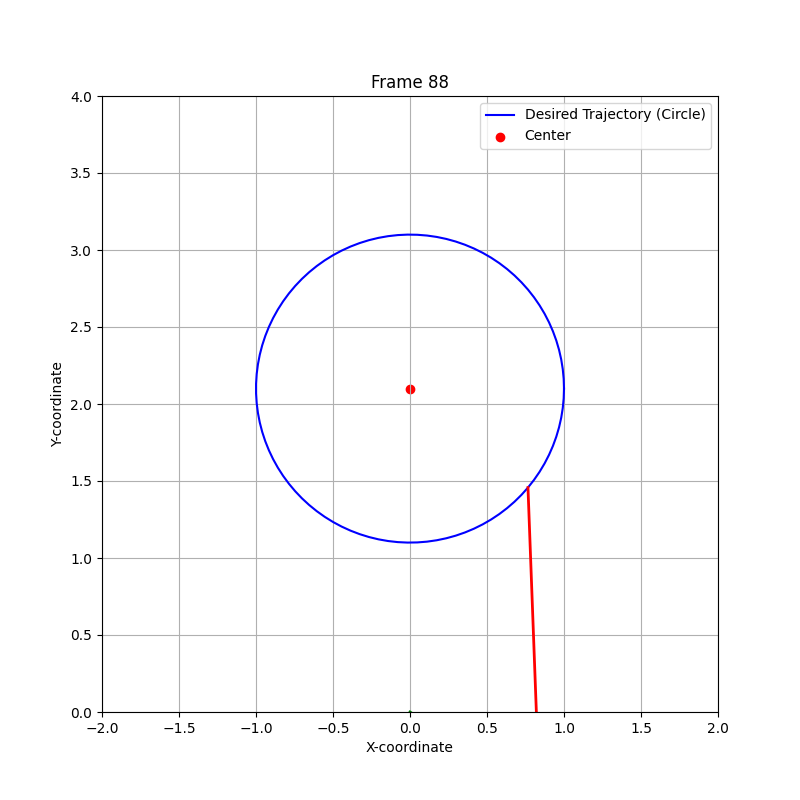 Frame 88
Desired Trajectory (Circle)
Center
4.0
3.5
3.0
2.5
2.0
1.5
1.0
0.5
0.0
Y-coordinate
−2.0 −1.5 −1.0 −0.5 0.0 0.5 1.0 1.5 2.0
X-coordinate